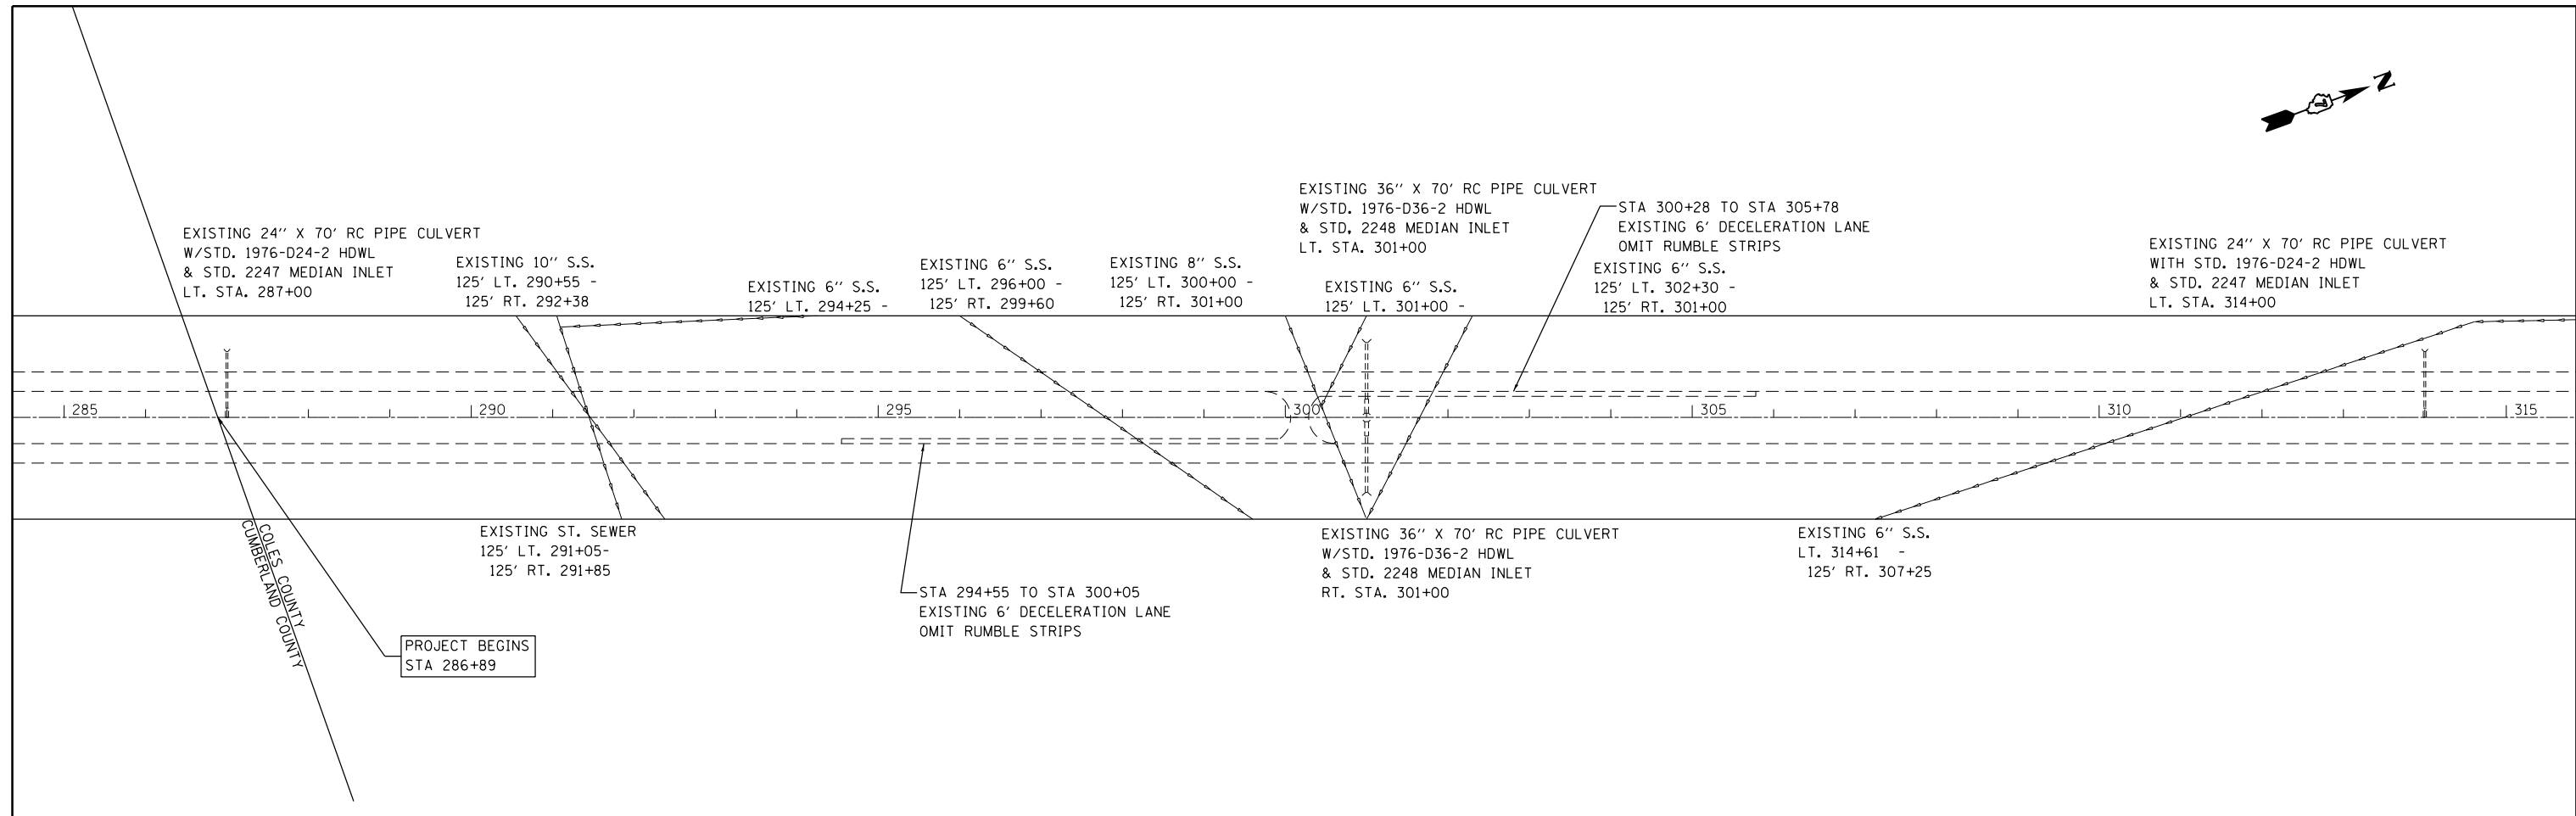 N
EXISTING 24'' X 70' RC PIPE CULVERT
W/STD. 1976-D24-2 HDWL
& STD. 2247 MEDIAN INLET
LT. STA. 287+00
EXISTING 10'' S.S.
125' LT. 290+55 -
125' RT. 292+38
EXISTING 6'' S.S.
125' LT. 294+25 -
EXISTING 6'' S.S.
125' LT. 296+00 -
125' RT. 299+60
EXISTING 8'' S.S.
125' LT. 300+00 -
125' RT. 301+00
EXISTING 36'' X 70' RC PIPE CULVERT
W/STD. 1976-D36-2 HDWL
& STD, 2248 MEDIAN INLET
LT. STA. 301+00
EXISTING 6'' S.S.
125' LT. 301+00 -
STA 300+28 TO STA 305+78
EXISTING 6' DECELERATION LANE
OMIT RUMBLE STRIPS
EXISTING 6'' S.S.
125' LT. 302+30 -
125' RT. 301+00
EXISTING 24'' X 70' RC PIPE CULVERT
WITH STD. 1976-D24-2 HDWL
& STD. 2247 MEDIAN INLET
LT. STA. 314+00
285
290
295
300
305
310
315
COLES COUNTY
CUMBERLAND COUNTY
EXISTING ST. SEWER
125' LT. 291+05-
125' RT. 291+85
STA 294+55 TO STA 300+05
EXISTING 6' DECELERATION LANE
OMIT RUMBLE STRIPS
EXISTING 36'' X 70' RC PIPE CULVERT
W/STD. 1976-D36-2 HDWL
& STD. 2248 MEDIAN INLET
RT. STA. 301+00
EXISTING 6'' S.S.
LT. 314+61 -
125' RT. 307+25
PROJECT BEGINS
STA 286+89